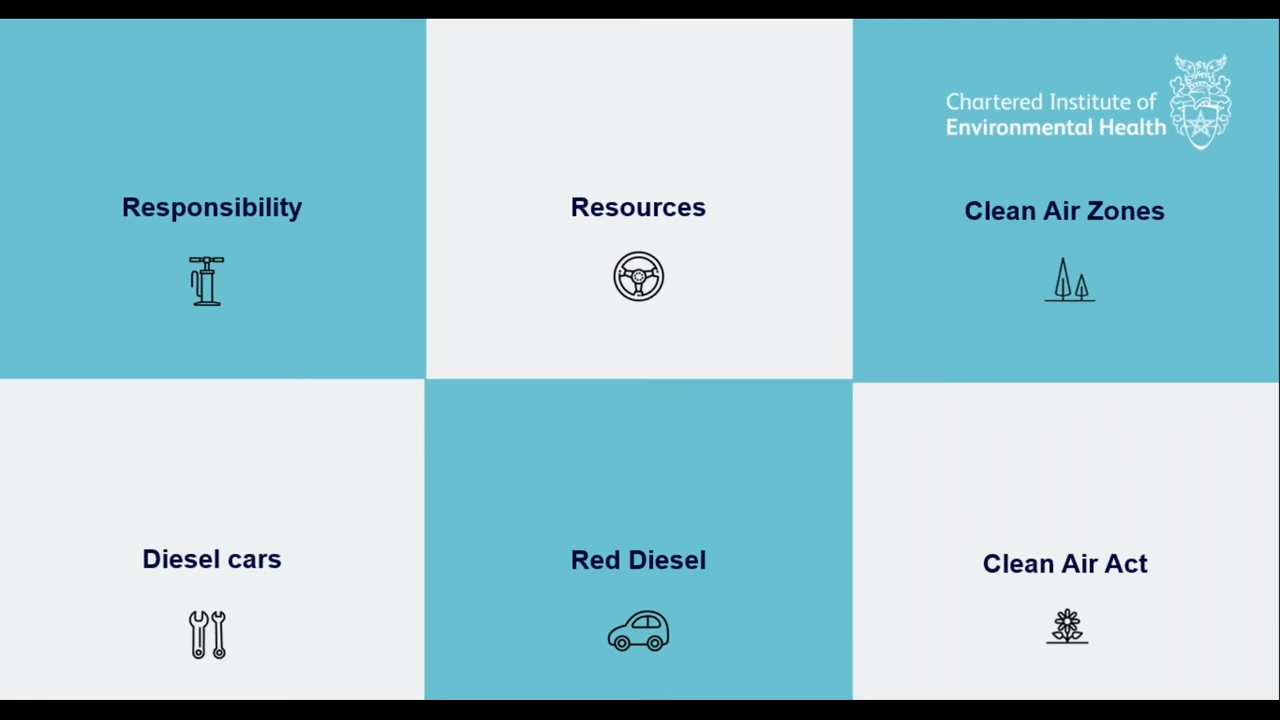 Chartered Institute of
Environmental Health
Responsibility
Resources
Clean Air Zones
Diesel cars
Red Diesel
Clean Air Act